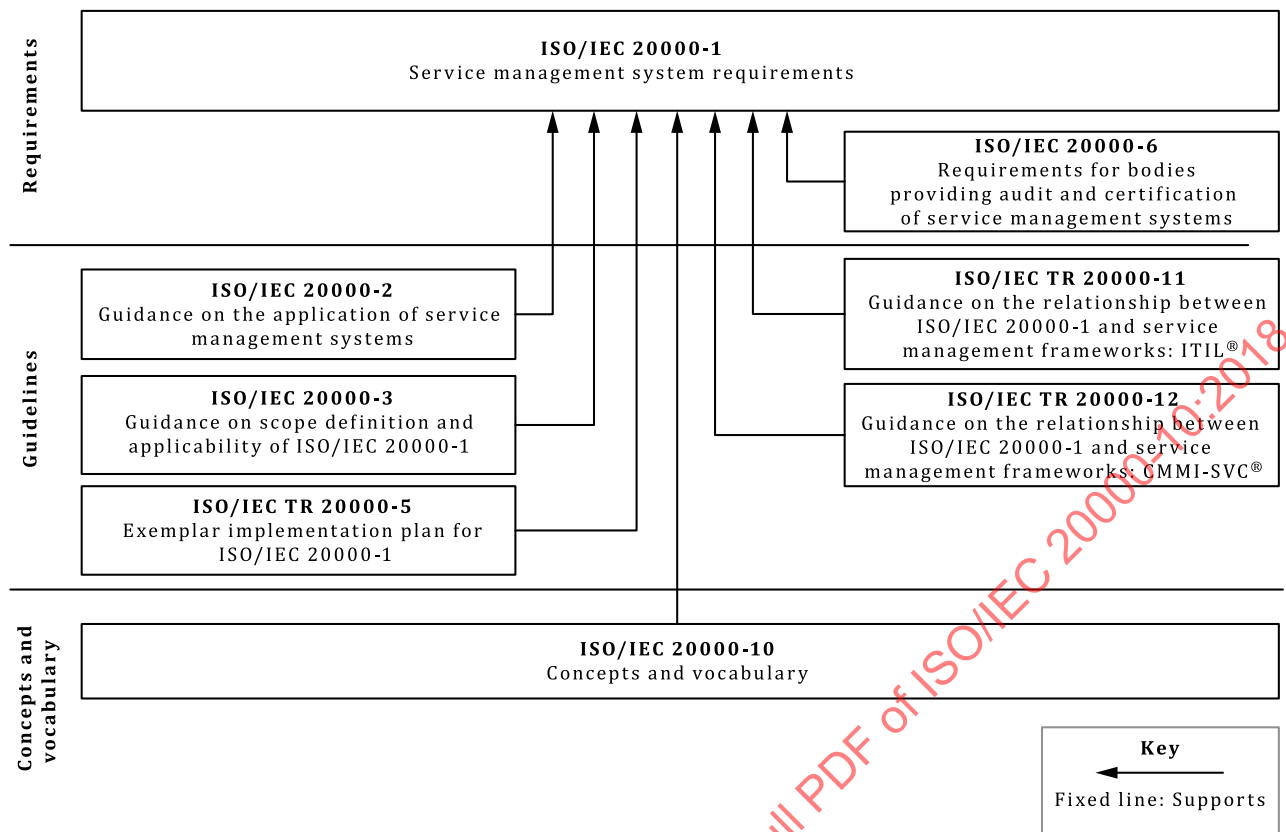 Requirements
ISO/IEC 20000-1
Service management system requirements
ISO/IEC 20000-6
Requirements for bodies
providing audit and certification
of service management systems
Guidelines
ISO/IEC 20000-2
Guidance on the application of service
management systems
ISO/IEC 20000-3
Guidance on scope definition and
applicability of ISO/IEC 20000-1
ISO/IEC TR 20000-5
Exemplar implementation plan for
ISO/IEC 20000-1
ISO/IEC TR 20000-11
Guidance on the relationship between
ISO/IEC 20000-1 and service
management frameworks: ITIL®
ISO/IEC TR 20000-12
Guidance on the relationship between
ISO/IEC 20000-1 and service
management frameworks: CMMI-SVC®
Concepts and
vocabulary
ISO/IEC 20000-10
Concepts and vocabulary
Key
Fixed line: Supports
PDF of ISO/IEC 20000-10:2018